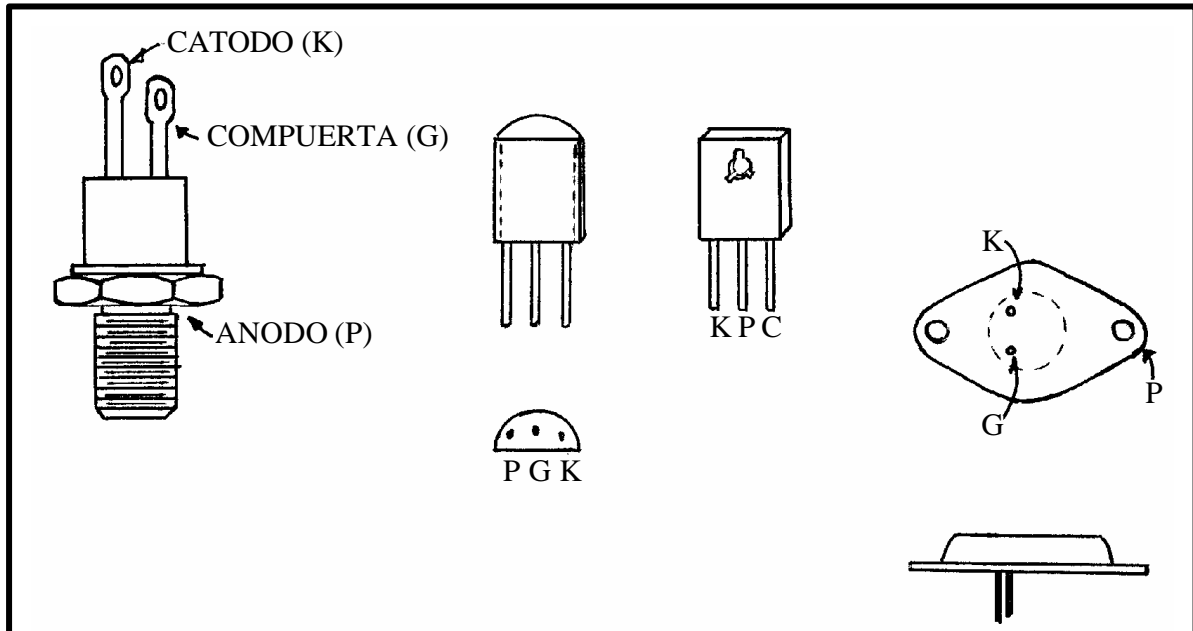 CATODO (K)
COMPUERTA (G)
ANODO (P)
P G K
K P C
K
G
P